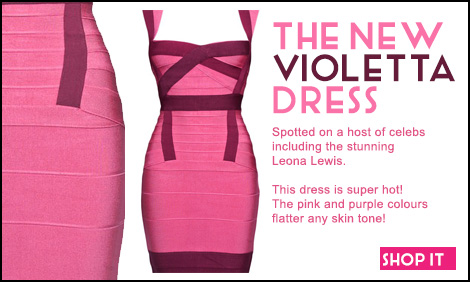 THE NEW
VIOLETTA
DRESS
Spotted on a host of celebs
including the stunning
Leona Lewis.
This dress is super hot!
The pink and purple colours
flatter any skin tone!
SHOP IT